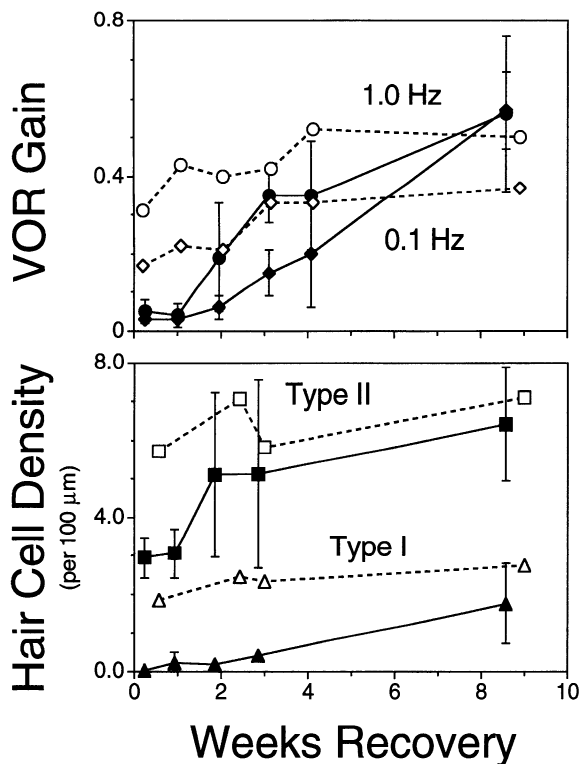 VOR Gain
0.8
0.4
0
1.0 Hz
0.1 Hz
Hair Cell Density
(per 100 µm)
8.0
4.0
0.0
Type II
Type I
0 2 4 6 8 10
Weeks Recovery